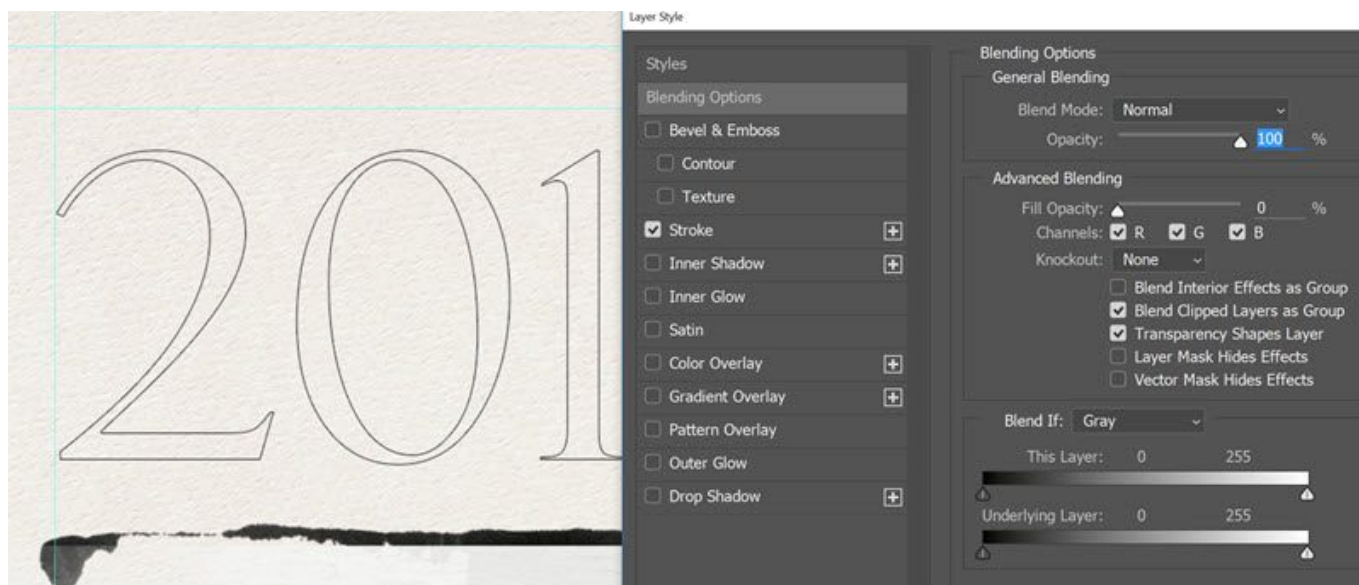 201
Layer Style
Styles
Blending Options
Bevel & Emboss
Contour
Texture
Stroke
Inner Shadow
Inner Glow
Satin
Color Overlay
Gradient Overlay
Pattern Overlay
Outer Glow
Drop Shadow
Blending Options
General Blending
Blend Mode: Normal
Opacity: 100 %
Advanced Blending
Fill Opacity: 0 %
Channels: R G B
Knockout: None
Blend Interior Effects as Group
Blend Clipped Layers as Group
Transparency Shapes Layer
Layer Mask Hides Effects
Vector Mask Hides Effects
Blend If: Gray
This Layer: 0 255
Underlying Layer: 0 255